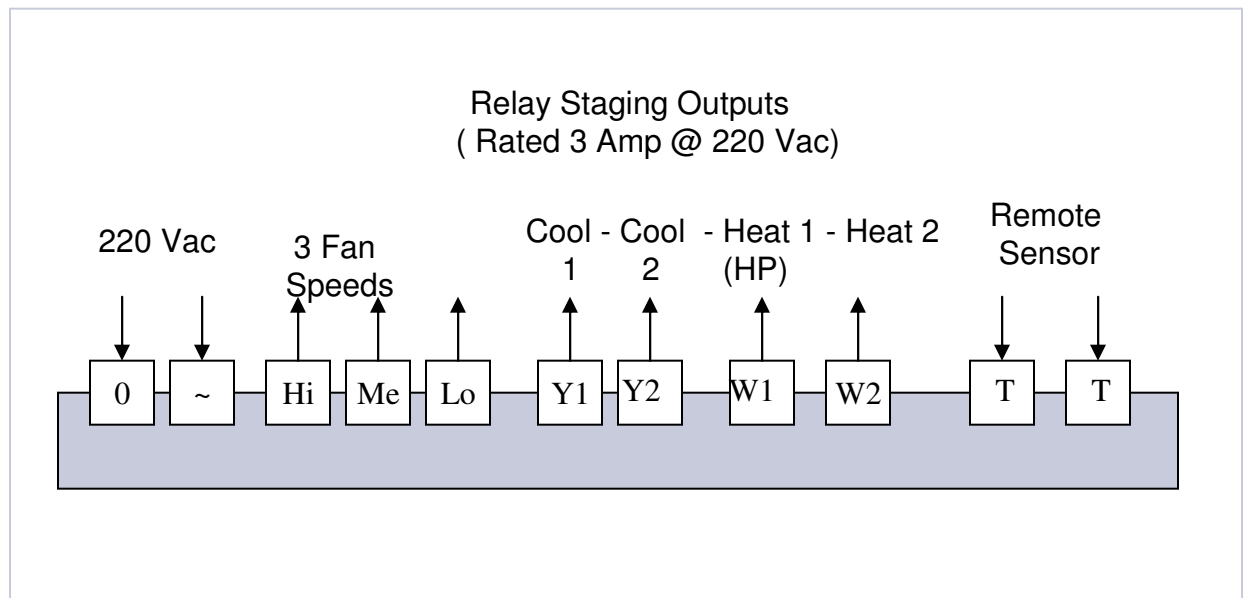 Relay Staging Outputs
( Rated 3 Amp @ 220 Vac)
220 Vac
3 Fan
Speeds
Cool - Cool - Heat 1 - Heat 2
1 2 (HP)
Remote
Sensor
0 ~ Hi Me Lo Y1 Y2 W1 W2 T T